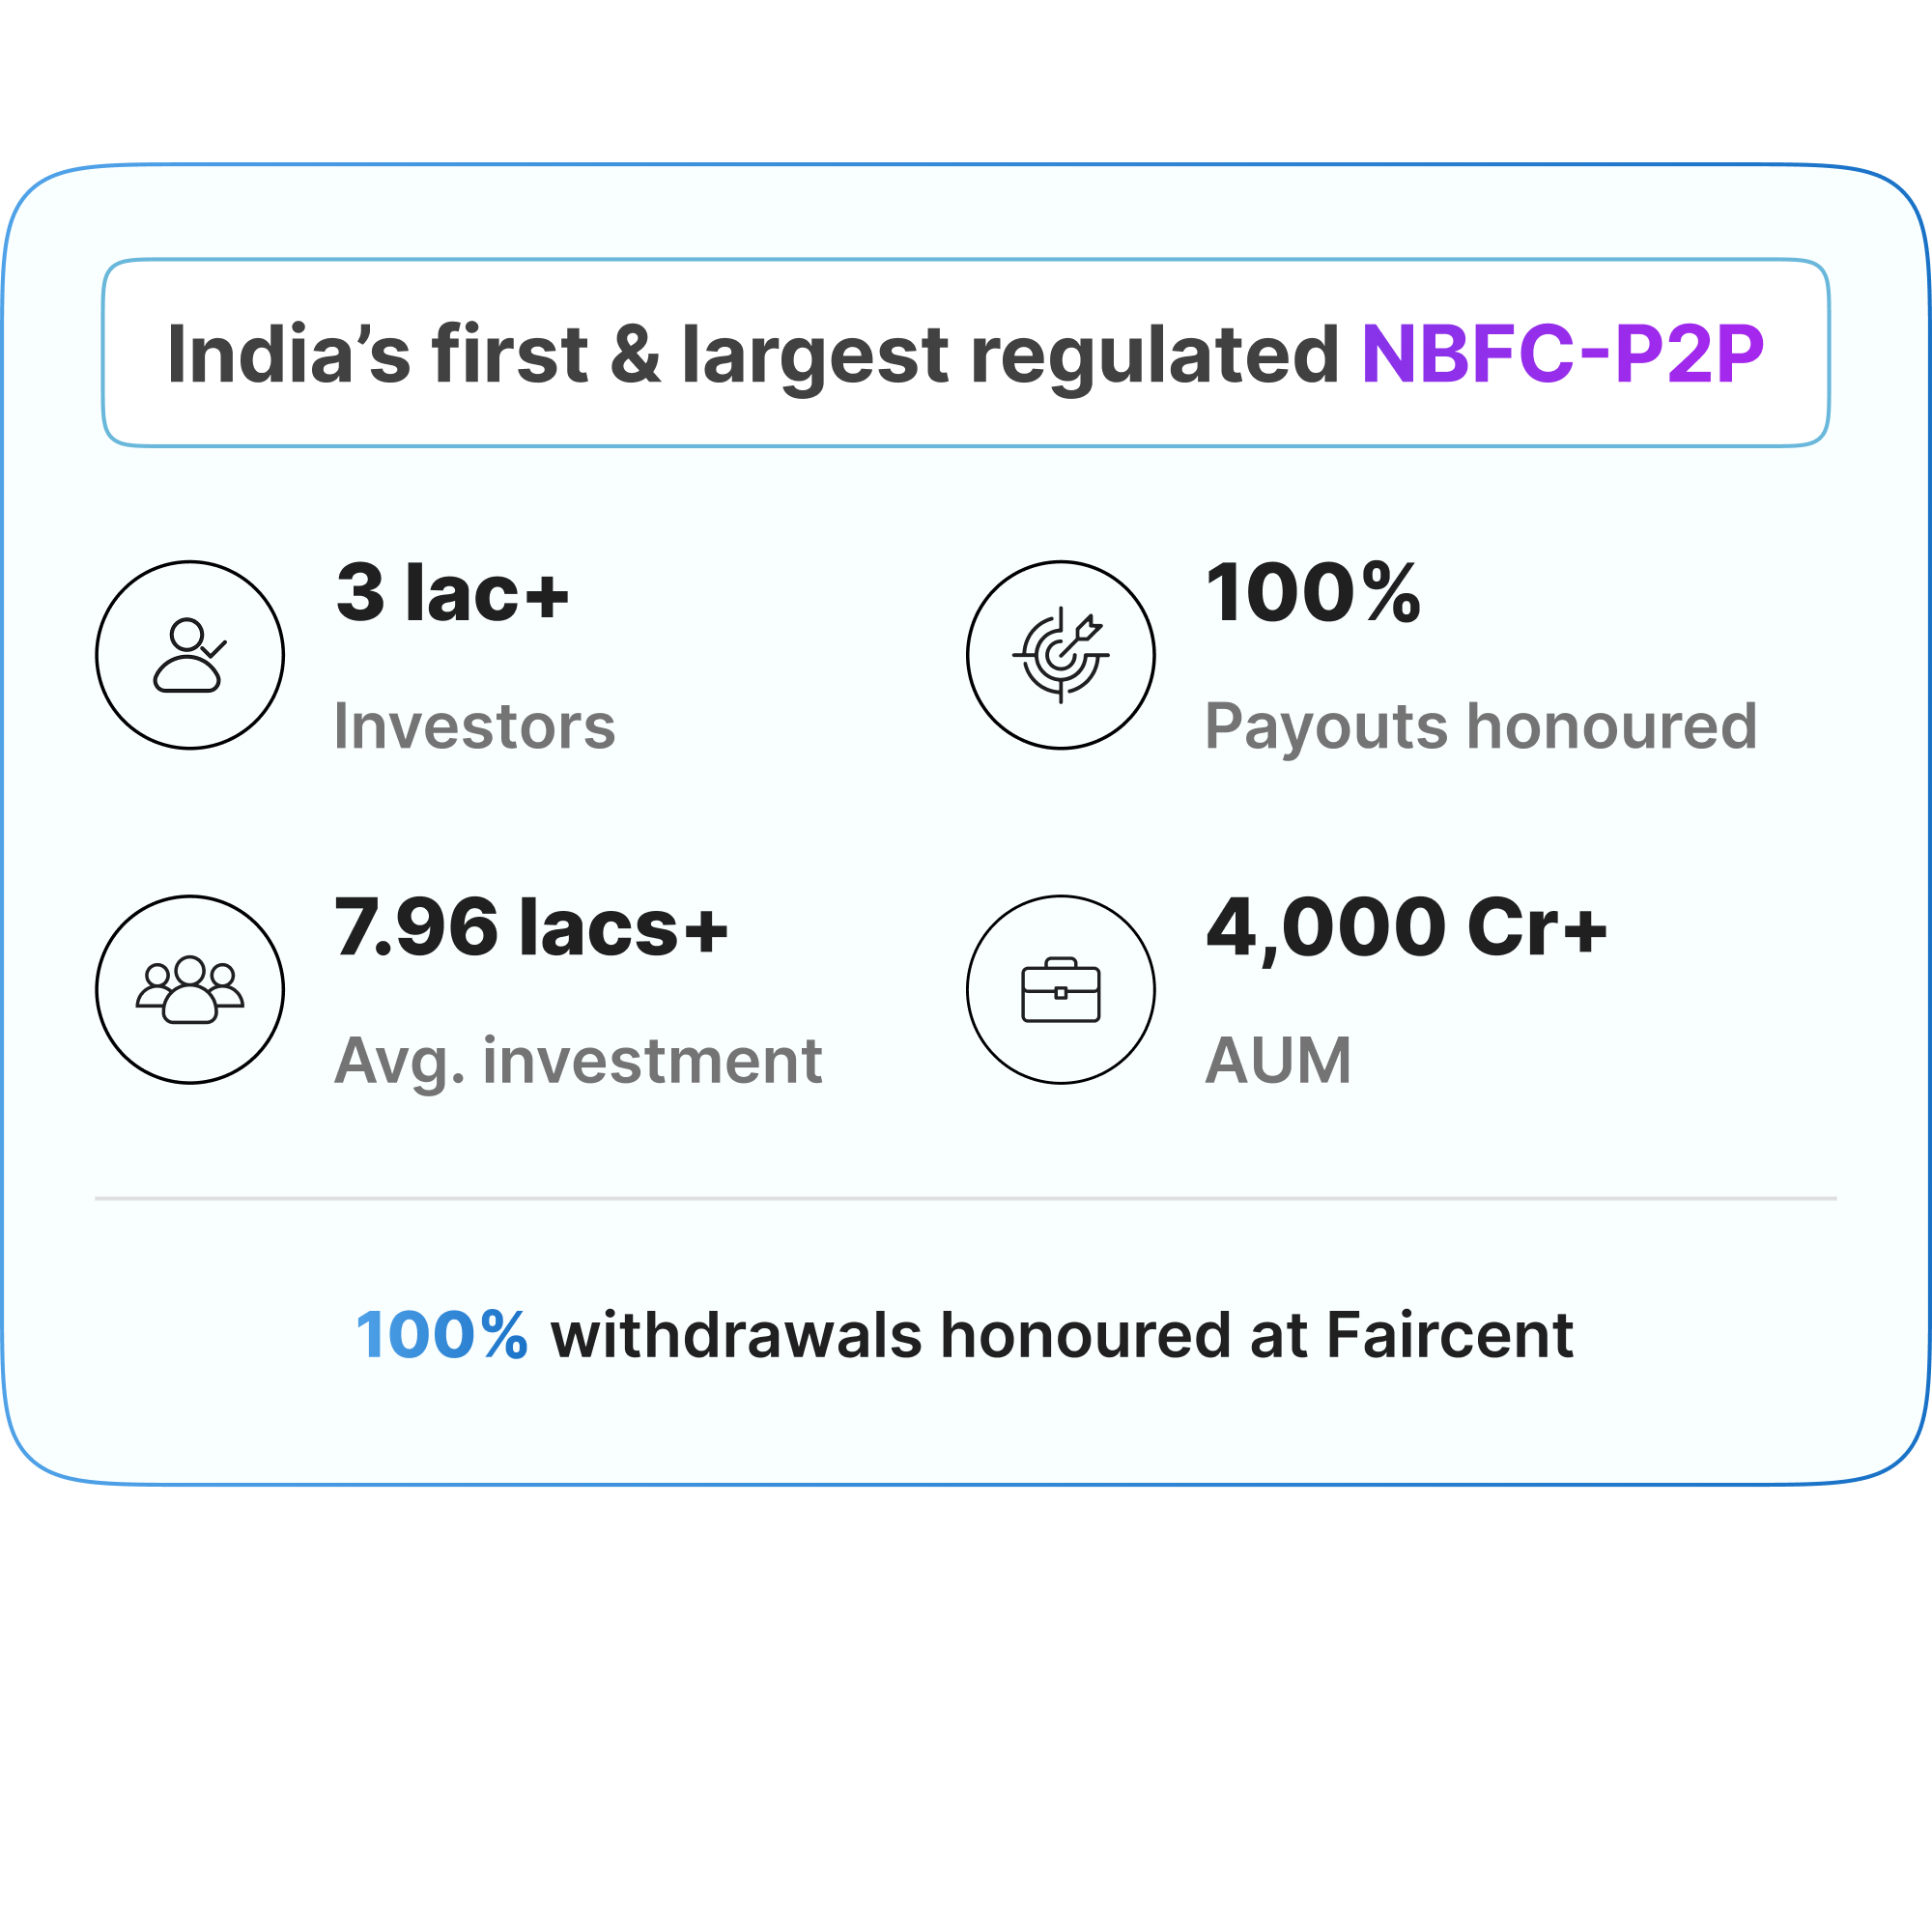 India’s first & largest regulated NBFC-P2P
3 lac+
Investors
100%
Payouts honoured
7.96 lacs+
Avg. investment
4,000 Cr+
AUM
100% withdrawals honoured at Faircent